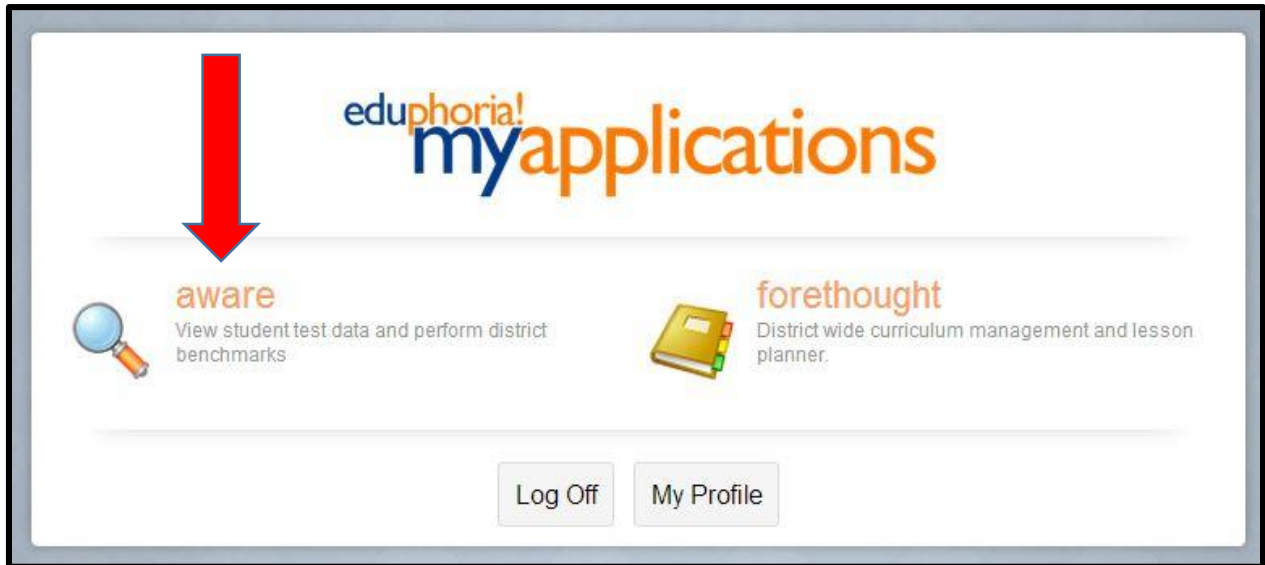 eduphoria!
myapplications
aware
View student test data and perform district
benchmarks
forethought
District wide curriculum management and lesson
planner.
Log Off
My Profile